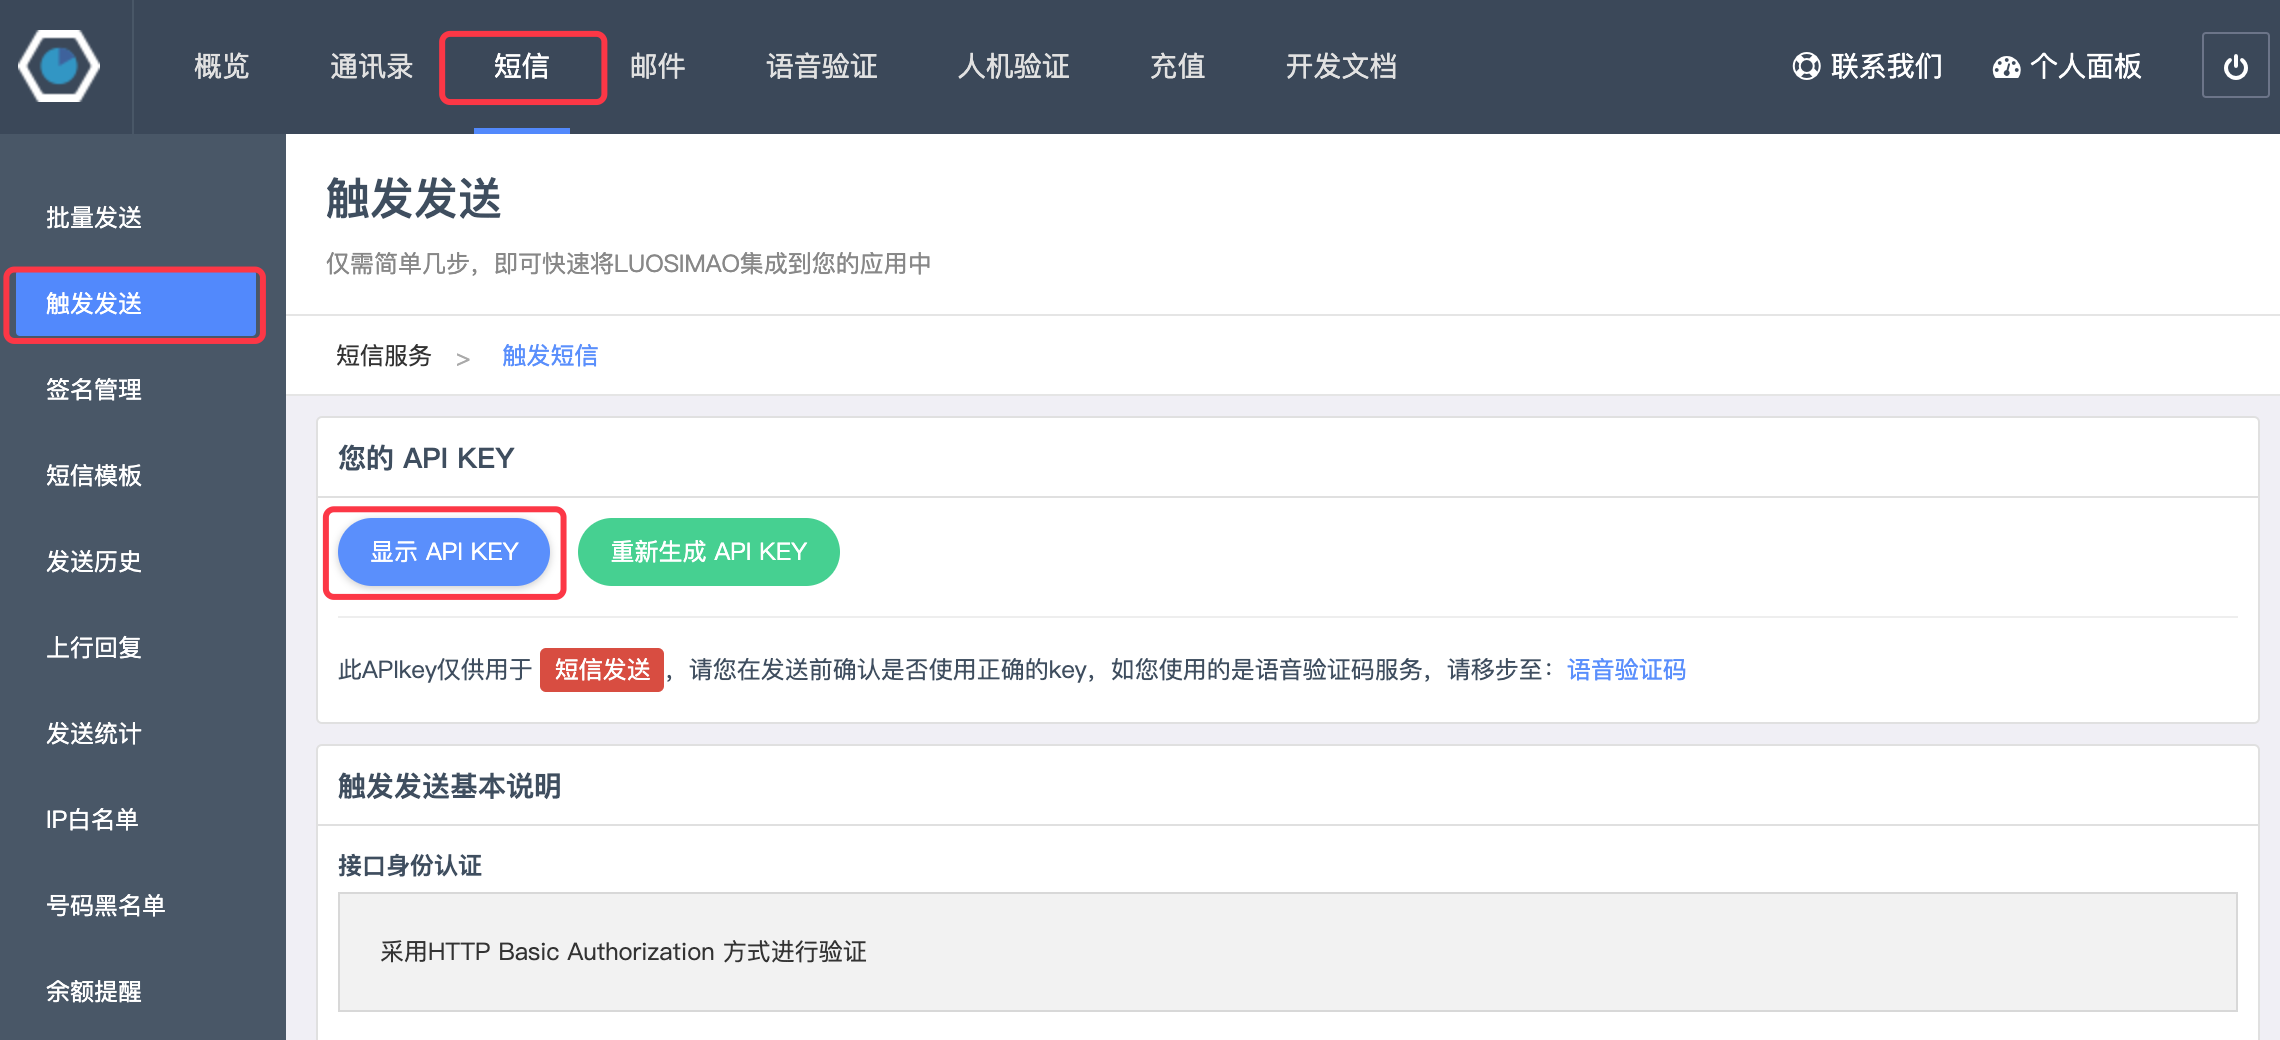 概览 通讯录 短信 邮件 语音验证 人机验证 充值 开发文档 联系我们 个人面板
批量发送
触发发送
签名管理
短信模板
发送历史
上行回复
发送统计
IP白名单
号码黑名单
余额提醒
触发发送
仅需简单几步，即可快速将LUOSIMAO集成到您的应用中
短信服务 > 触发短信
您的 API KEY
显示 API KEY 重新生成 API KEY
此APIkey仅供用于 短信发送 ，请您在发送前确认是否使用正确的key，如您使用的是语音验证码服务，请移步至：语音验证码
触发发送基本说明
接口身份认证
采用HTTP Basic Authorization 方式进行验证